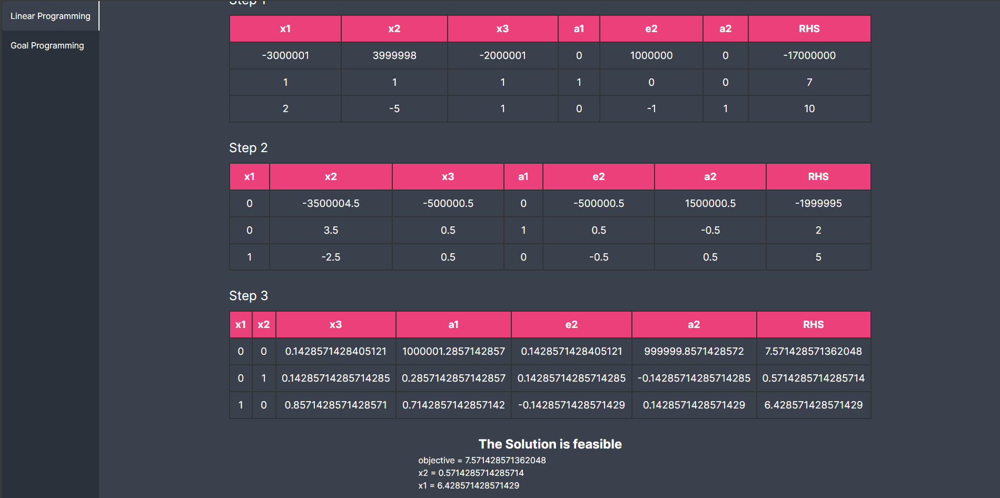 Linear Programming
Goal Programming
Step 1
x1 x2 x3 a1 e2 a2 RHS
-3000001 3999998 -2000001 0 1000000 0 -17000000
1 1 1 1 0 0 7
2 -5 1 0 -1 1 10
Step 2
x1 x2 x3 a1 e2 a2 RHS
0 -3500004.5 -500000.5 0 -500000.5 1500000.5 -1999995
0 3.5 0.5 1 0.5 -0.5 2
1 -2.5 0.5 0 -0.5 0.5 5
Step 3
x1 x2 x3 a1 e2 a2 RHS
0 0 0.1428571428405121 1000001.2857142857 0.1428571428405121 999999.8571428572 7.571428571362048
0 1 0.14285714285714285 0.2857142857142857 0.14285714285714285 -0.14285714285714285 0.5714285714285714
1 0 0.8571428571428571 0.7142857142857142 -0.1428571428571429 0.1428571428571429 6.428571428571429
The Solution is feasible
objective = 7.571428571362048
x2 = 0.5714285714285714
x1 = 6.428571428571429